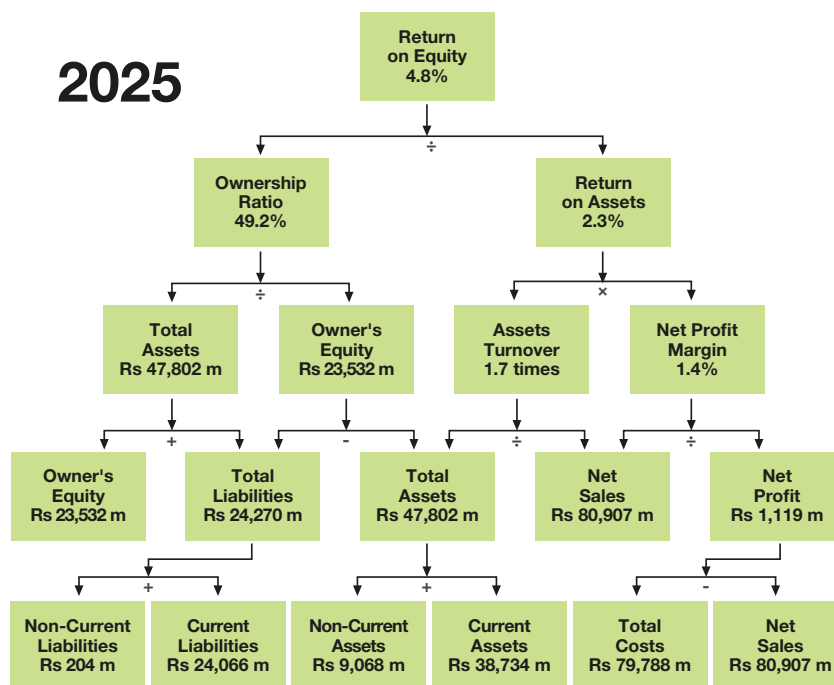 2025
Return
on Equity
4.8%
÷
Ownership
Ratio
49.2%
Return
on Assets
2.3%
÷
×
Total
Assets
Rs 47,802 m
Owner's
Equity
Rs 23,532 m
Assets
Turnover
1.7 times
Net Profit
Margin
1.4%
+
-
÷
÷
Owner's
Equity
Rs 23,532 m
Total
Liabilities
Rs 24,270 m
Total
Assets
Rs 47,802 m
Net
Sales
Rs 80,907 m
Net
Profit
Rs 1,119 m
+
+
-
Non-Current
Liabilities
Rs 204 m
Current
Liabilities
Rs 24,066 m
Non-Current
Assets
Rs 9,068 m
Current
Assets
Rs 38,734 m
Total
Costs
Rs 79,788 m
Net
Sales
Rs 80,907 m